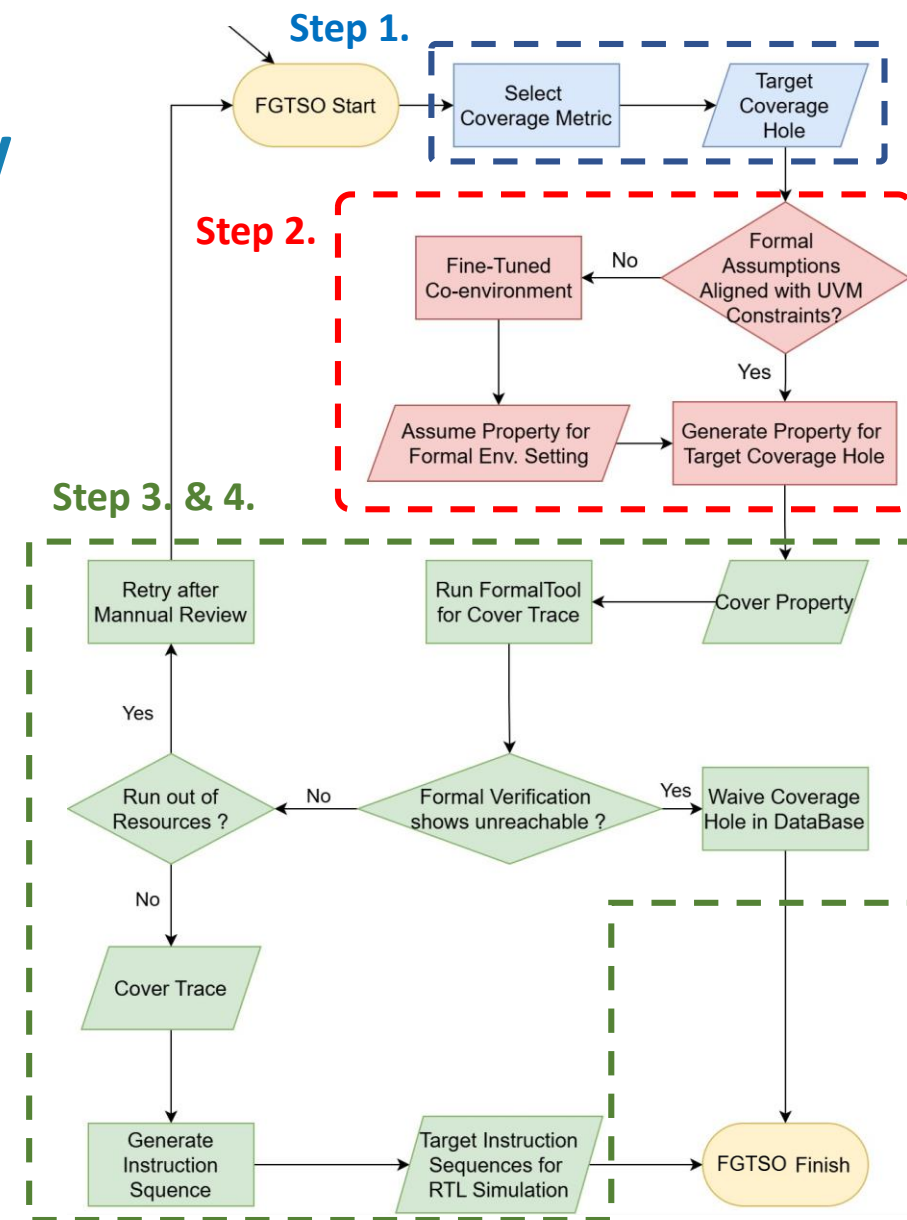 y
Step 1.
FGTSO Start
Select
Coverage Metric
Target
Coverage
Hole
Step 2.
Fine-Tuned
Co-environment
No
Formal
Assumptions
Aligned with UVM
Constraints?
Yes
Assume Property for
Formal Env. Setting
Generate Property for
Target Coverage Hole
Step 3. & 4.
Retry after
Mannual Review
Run FormalTool
for Cover Trace
Cover Property
Yes
Run out of
Resources ?
No
Formal Verification
shows unreachable ?
Yes
Waive Coverage
Hole in DataBase
No
Cover Trace
Generate
Instruction
Squence
Target Instruction
Sequences for
RTL Simulation
FGTSO Finish